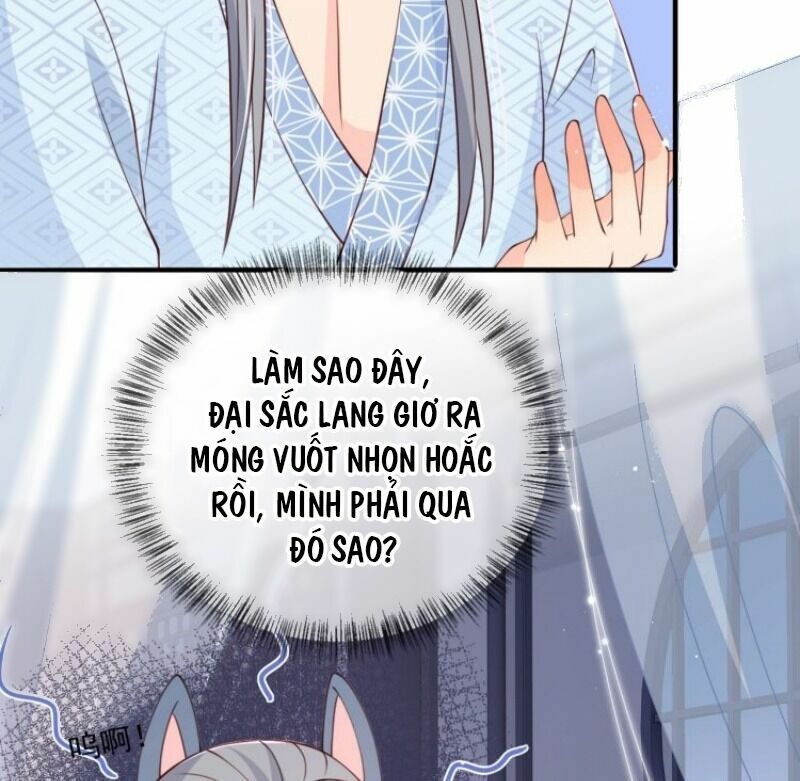 LÀM SAO ĐÂY,
ĐẠI SẮC LANG GIƠ RA
MÓNG VUỐT NHỌN HOẮC
RỒI, MÌNH PHẢI QUA
ĐÓ SAO?
呜啊!